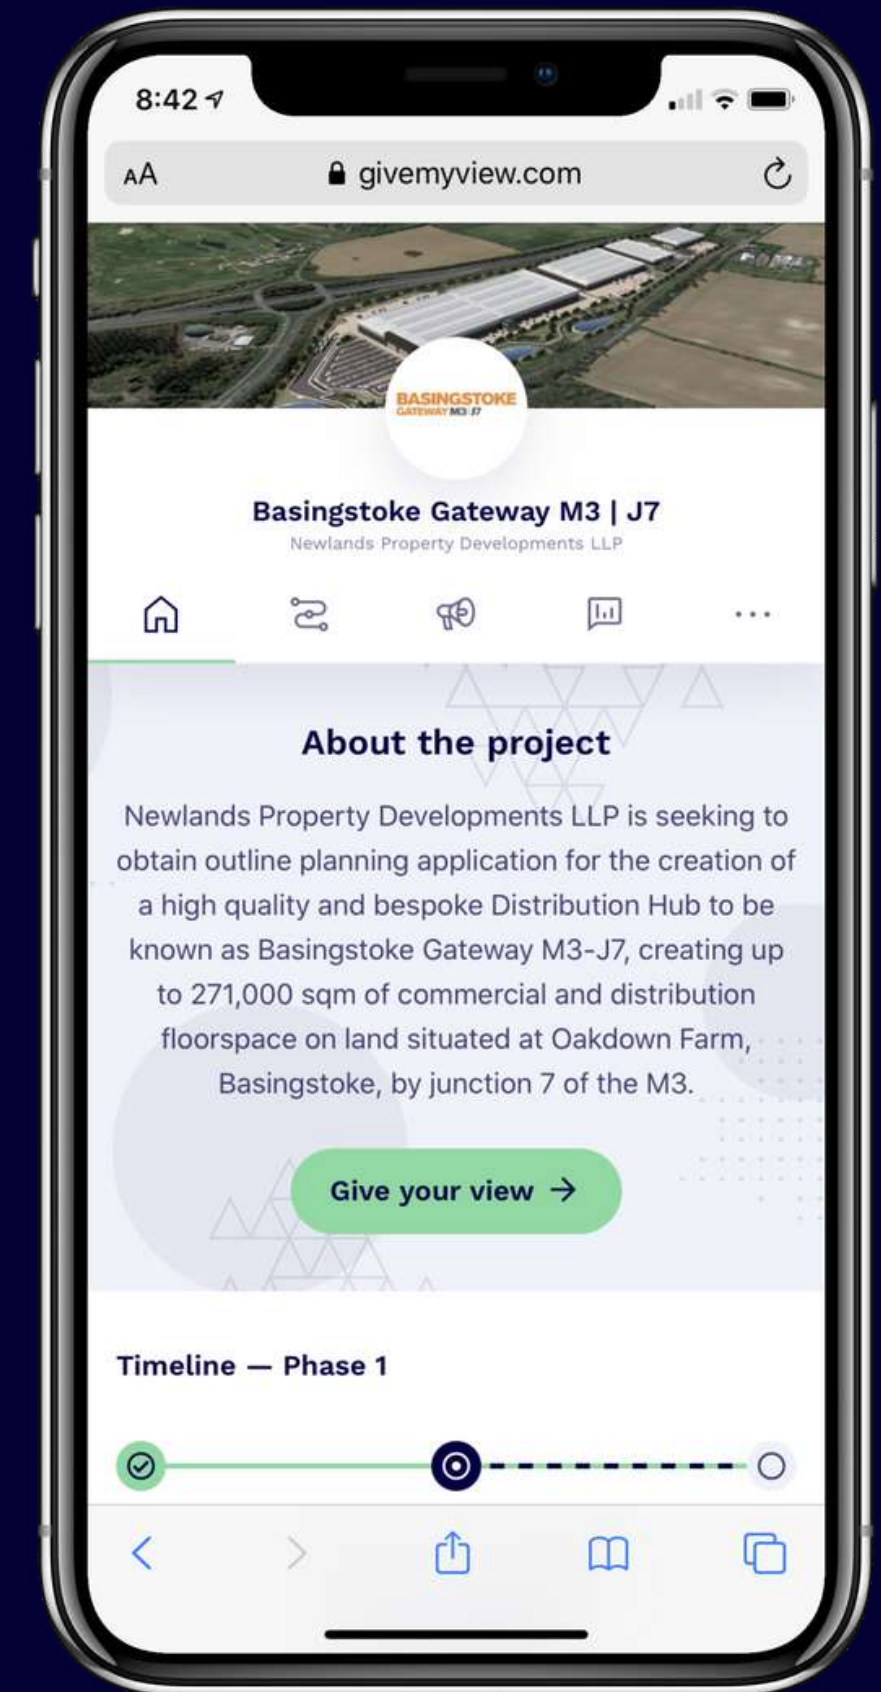 8:42
AA
givemyview.com
BASINGSTOKE
GATEWAY M3 J7
Basingstoke Gateway M3 | J7
Newlands Property Developments LLP
About the project
Newlands Property Developments LLP is seeking to
obtain outline planning application for the creation of
a high quality and bespoke Distribution Hub to be
known as Basingstoke Gateway M3-J7, creating up
to 271,000 sqm of commercial and distribution
floorspace on land situated at Oakdown Farm,
Basingstoke, by junction 7 of the M3.
Give your view →
Timeline — Phase 1